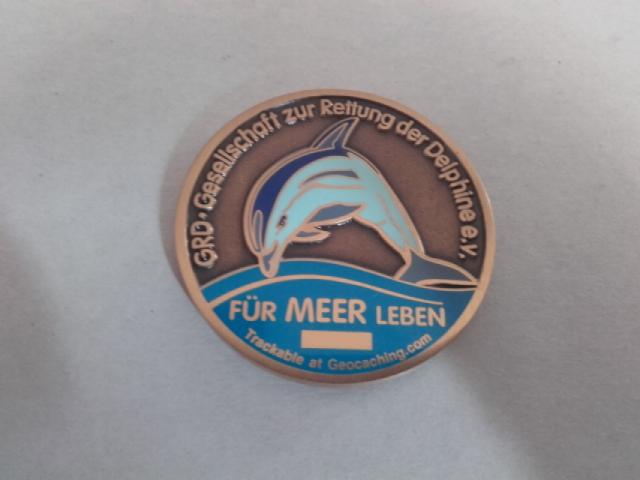 GRD • Gesellschaft zur Rettung der Delphine e.V.
FÜR MEER LEBEN
Trackable at Geocaching.com